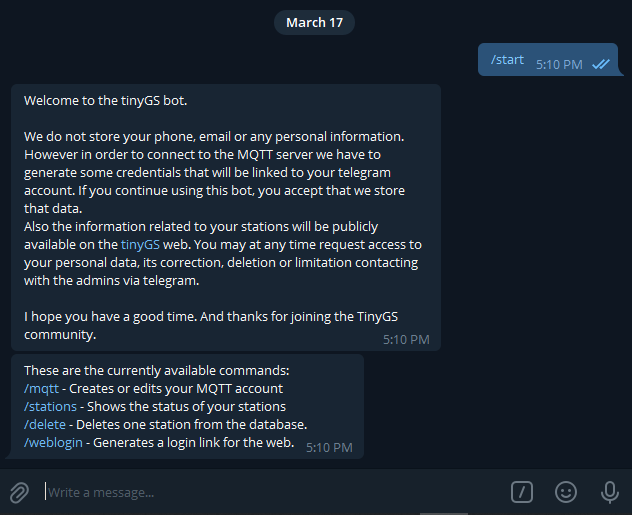 March 17
/start 5:10 PM
Welcome to the tinyGS bot.
We do not store your phone, email or any personal information.
However in order to connect to the MQTT server we have to
generate some credentials that will be linked to your telegram
account. If you continue using this bot, you accept that we store
that data.
Also the information related to your stations will be publicly
available on the tinyGS web. You may at any time request access to
your personal data, its correction, deletion or limitation contacting
with the admins via telegram.
I hope you have a good time. And thanks for joining the TinyGS
community.
5:10 PM
These are the currently available commands:
/mqtt - Creates or edits your MQTT account
/stations - Shows the status of your stations
/delete - Deletes one station from the database.
/weblogin - Generates a login link for the web. 5:10 PM
Write a message...